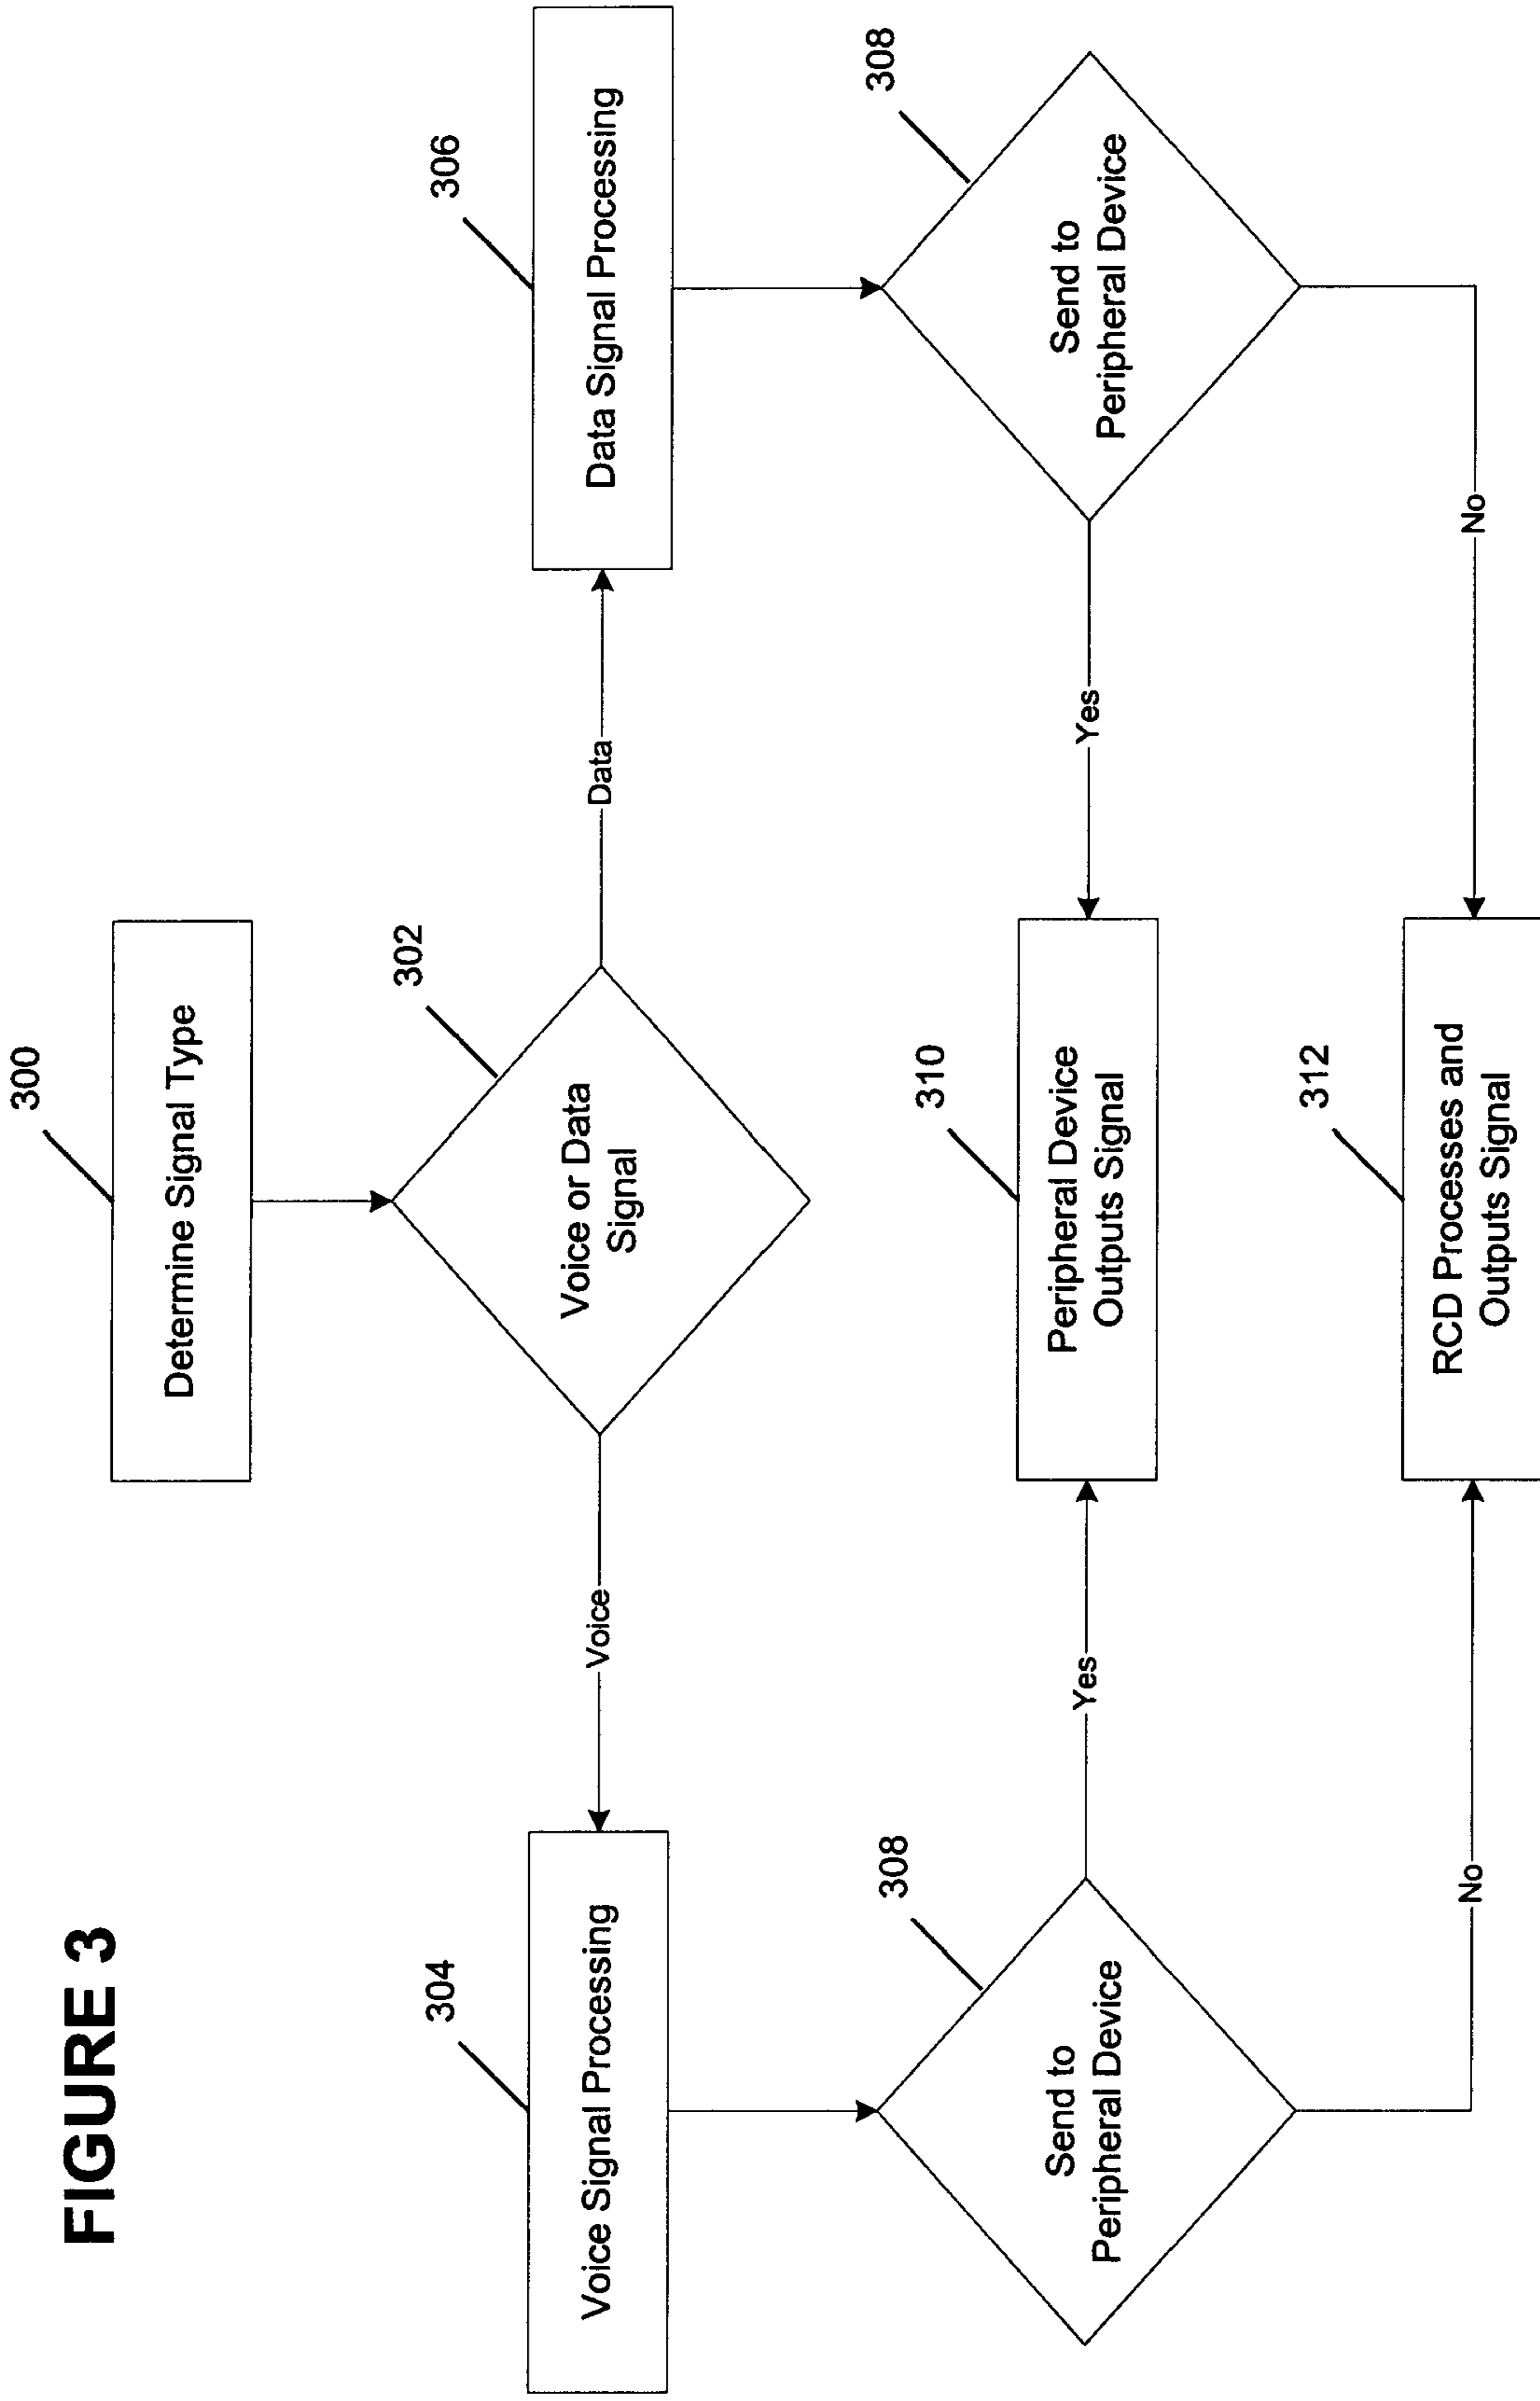 FIGURE 3
300
Determine Signal Type
302
Voice or Data
Signal
Voice
Data
304
Voice Signal Processing
306
Data Signal Processing
308
Send to
Peripheral Device
Yes
310
Peripheral Device
Outputs Signal
Yes
308
Send to
Peripheral Device
No
312
RCD Processes and
Outputs Signal
No